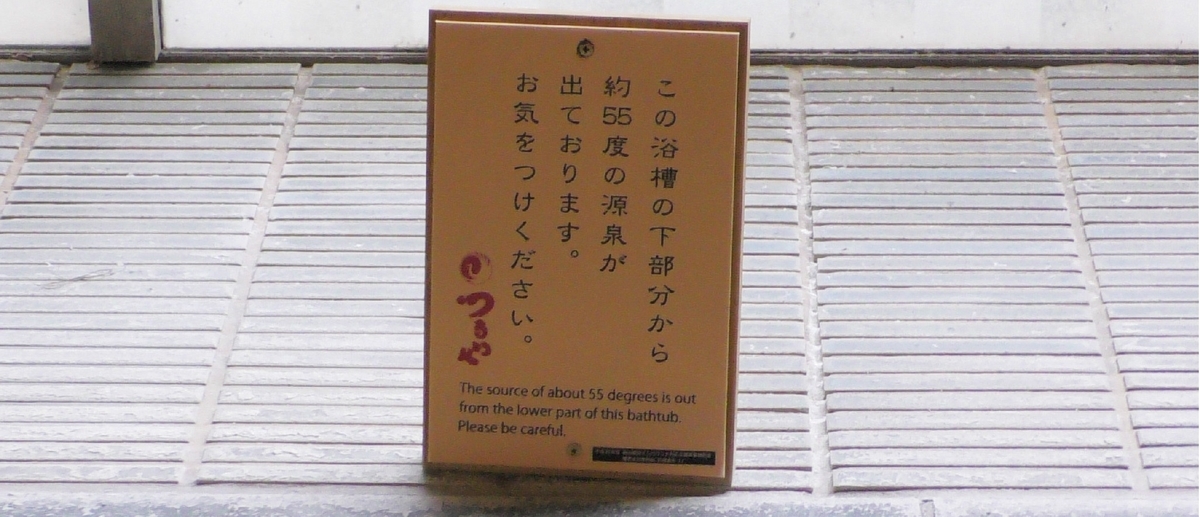 この浴槽の下部分から
約55度の源泉が
出ております。
お気をつけください。
つるや
The source of about 55 degrees is out
from the lower part of this bathtub.
Please be careful.